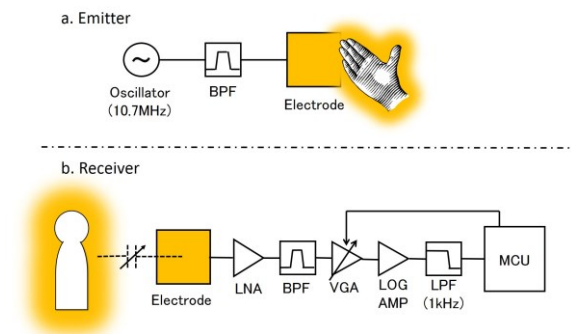 a. Emitter
Oscillator
(10.7MHz)
BPF
Electrode
b. Receiver
Electrode
LNA
BPF
VGA
LOG
AMP
LPF
(1kHz)
MCU